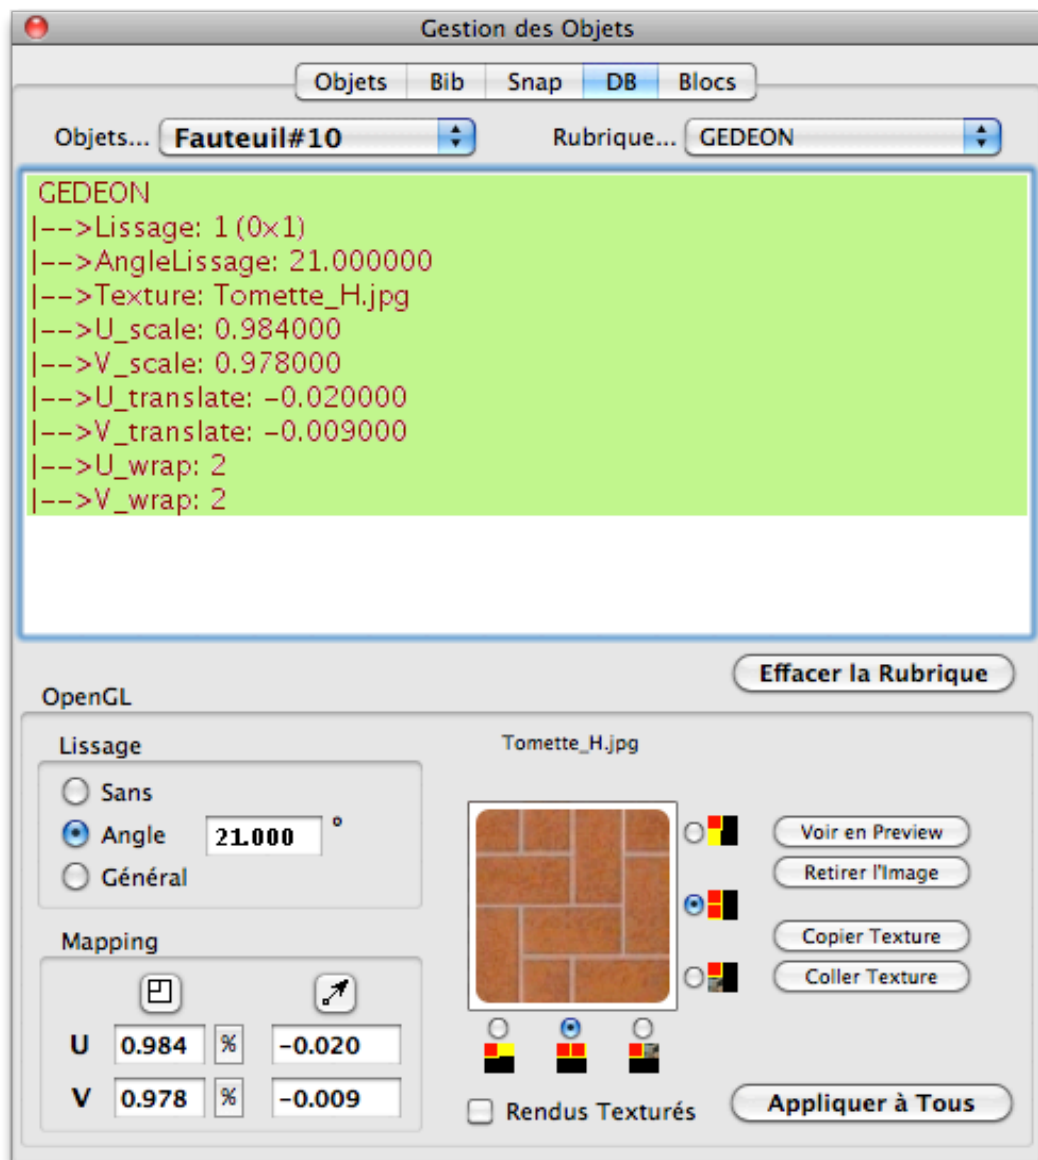 Gestion des Objets
Objets Bib Snap DB Blocs
Objets... Fauteuil#10 Rubrique... GEDEON
GEDEON
|-->Lissage: 1 (0x1)
|-->AngleLissage: 21.000000
|-->Texture: Tomette_H.jpg
|-->U_scale: 0.984000
|-->V_scale: 0.978000
|-->U_translate: -0.020000
|-->V_translate: -0.009000
|-->U_wrap: 2
|-->V_wrap: 2
Effacer la Rubrique
OpenGL
Lissage
Sans
Angle 21.000 °
Général
Mapping
U 0.984 % -0.020
V 0.978 % -0.009
Tomette_H.jpg
Voir en Preview
Retirer l'Image
Copier Texture
Coller Texture
Rendus Texturés
Appliquer à Tous